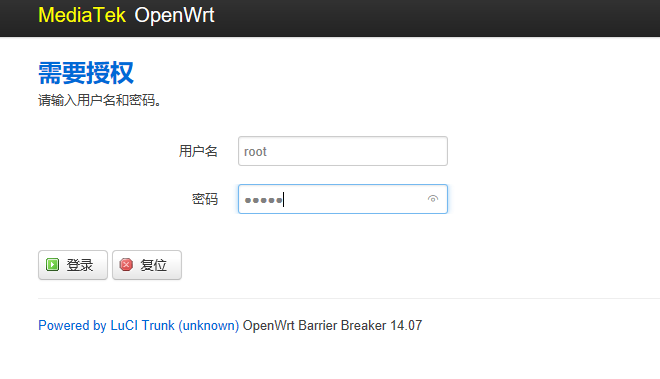 MediaTek OpenWrt
需要授权
请输入用户名和密码。
用户名 root
密码 •••••
登录 复位
Powered by LuCI Trunk (unknown) OpenWrt Barrier Breaker 14.07